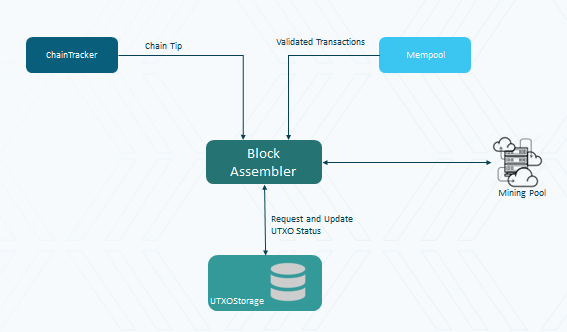 ChainTracker
Chain Tip
Validated Transactions
Mempool
Block
Assembler
Mining Pool
Request and Update
UTXO Status
UTXOStorage